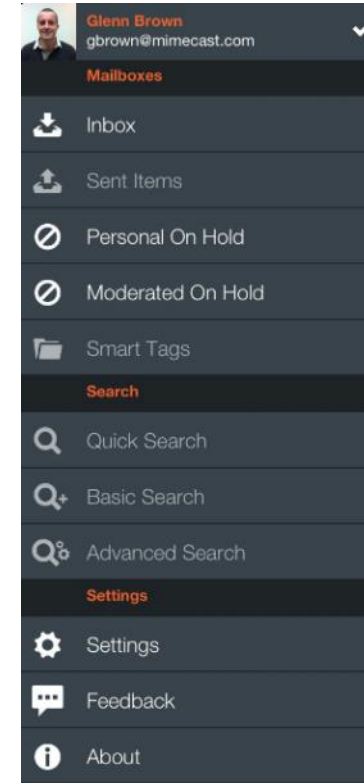 Glenn Brown
gbrown@mimecast.com
Mailboxes
Inbox
Sent Items
Personal On Hold
Moderated On Hold
Smart Tags
Search
Quick Search
Basic Search
Advanced Search
Settings
Settings
Feedback
About